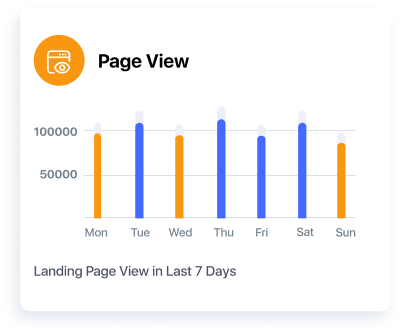 Page View
100000
50000
Mon Tue Wed Thu Fri Sat Sun
Landing Page View in Last 7 Days